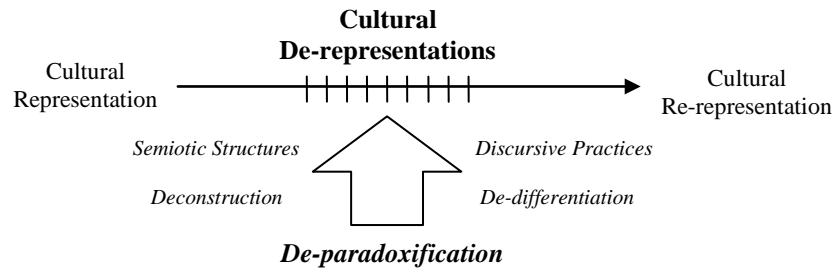 Cultural
De-representations
Cultural
Representation
Cultural
Re-representation
Semiotic Structures
Discursive Practices
Deconstruction
De-differentiation
De-paradoxification